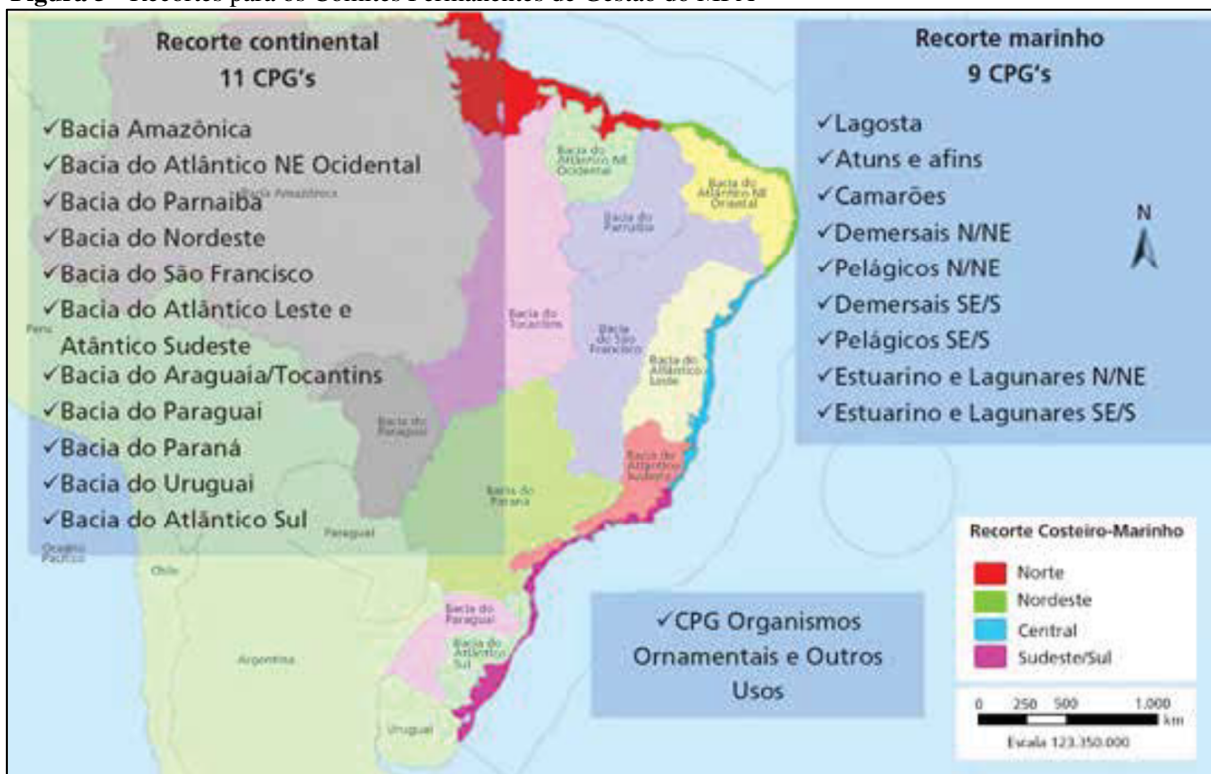 Recorte continental
11 CPG's
✓Bacia Amazônica
✓Bacia do Atlântico NE Ocidental
✓Bacia do Parnaiba
✓Bacia do Nordeste
✓Bacia do São Francisco
✓Bacia do Atlântico Leste e
Atântico Sudeste
✓Bacia do Araguaia/Tocantins
✓Bacia do Paraguai
✓Bacia do Paraná
✓Bacia do Uruguai
✓Bacia do Atlântico Sul
Recorte marinho
9 CPG's
✓Lagosta
✓Atuns e afins
✓Camarões
✓Demersais N/NE
✓Pelágicos N/NE
✓Demersais SE/S
✓Pelágicos SE/S
✓Estuarino e Lagunares N/NE
✓Estuarino e Lagunares SE/S
N
Bacia Amazônica
Bacia do
Atlântico NE
Ocidental
Bacia do
Atlântico NE
Oriental
Bacia do
Bacia do
Tocantins
Bacia
do São
Francisco
Bacia do
Atlântico
Leste
Bacia do
Paraguai
Bacia do
Atlântico
Sudeste
Bacia do
Paraná
Bacia do
Paraguai
Bacia do
Atlântico
Sul
Peru
Paraguai
Oceano
Pacífico
Chile
Argentina
Uruguai
✓CPG Organismos
Ornamentais e Outros
Usos
Recorte Costeiro-Marinho
Norte
Nordeste
Central
Sudeste/Sul
0 250 500 1.000
km
Escala 123.350.000